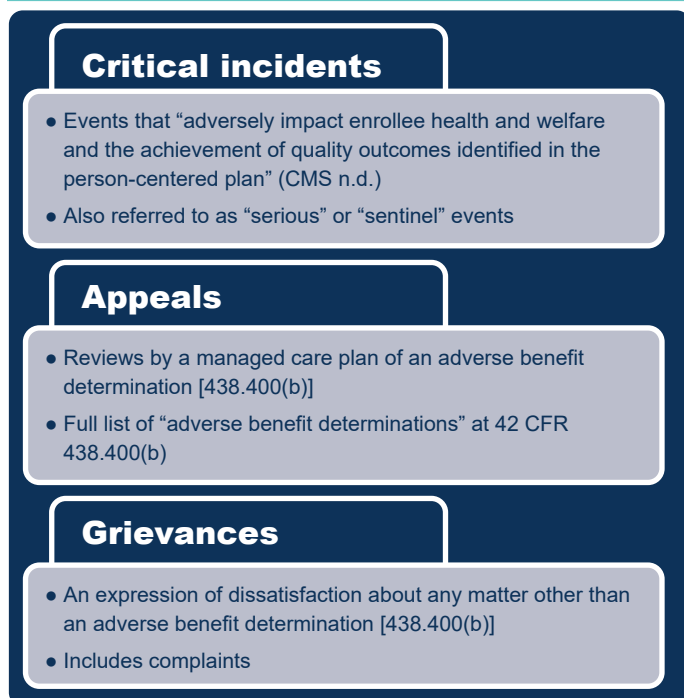 Critical incidents
● Events that “adversely impact enrollee health and welfare
and the achievement of quality outcomes identified in the
person-centered plan” (CMS n.d.)
● Also referred to as “serious” or “sentinel” events
Appeals
● Reviews by a managed care plan of an adverse benefit
determination [438.400(b)]
● Full list of “adverse benefit determinations” at 42 CFR
438.400(b)
Grievances
● An expression of dissatisfaction about any matter other than
an adverse benefit determination [438.400(b)]
● Includes complaints